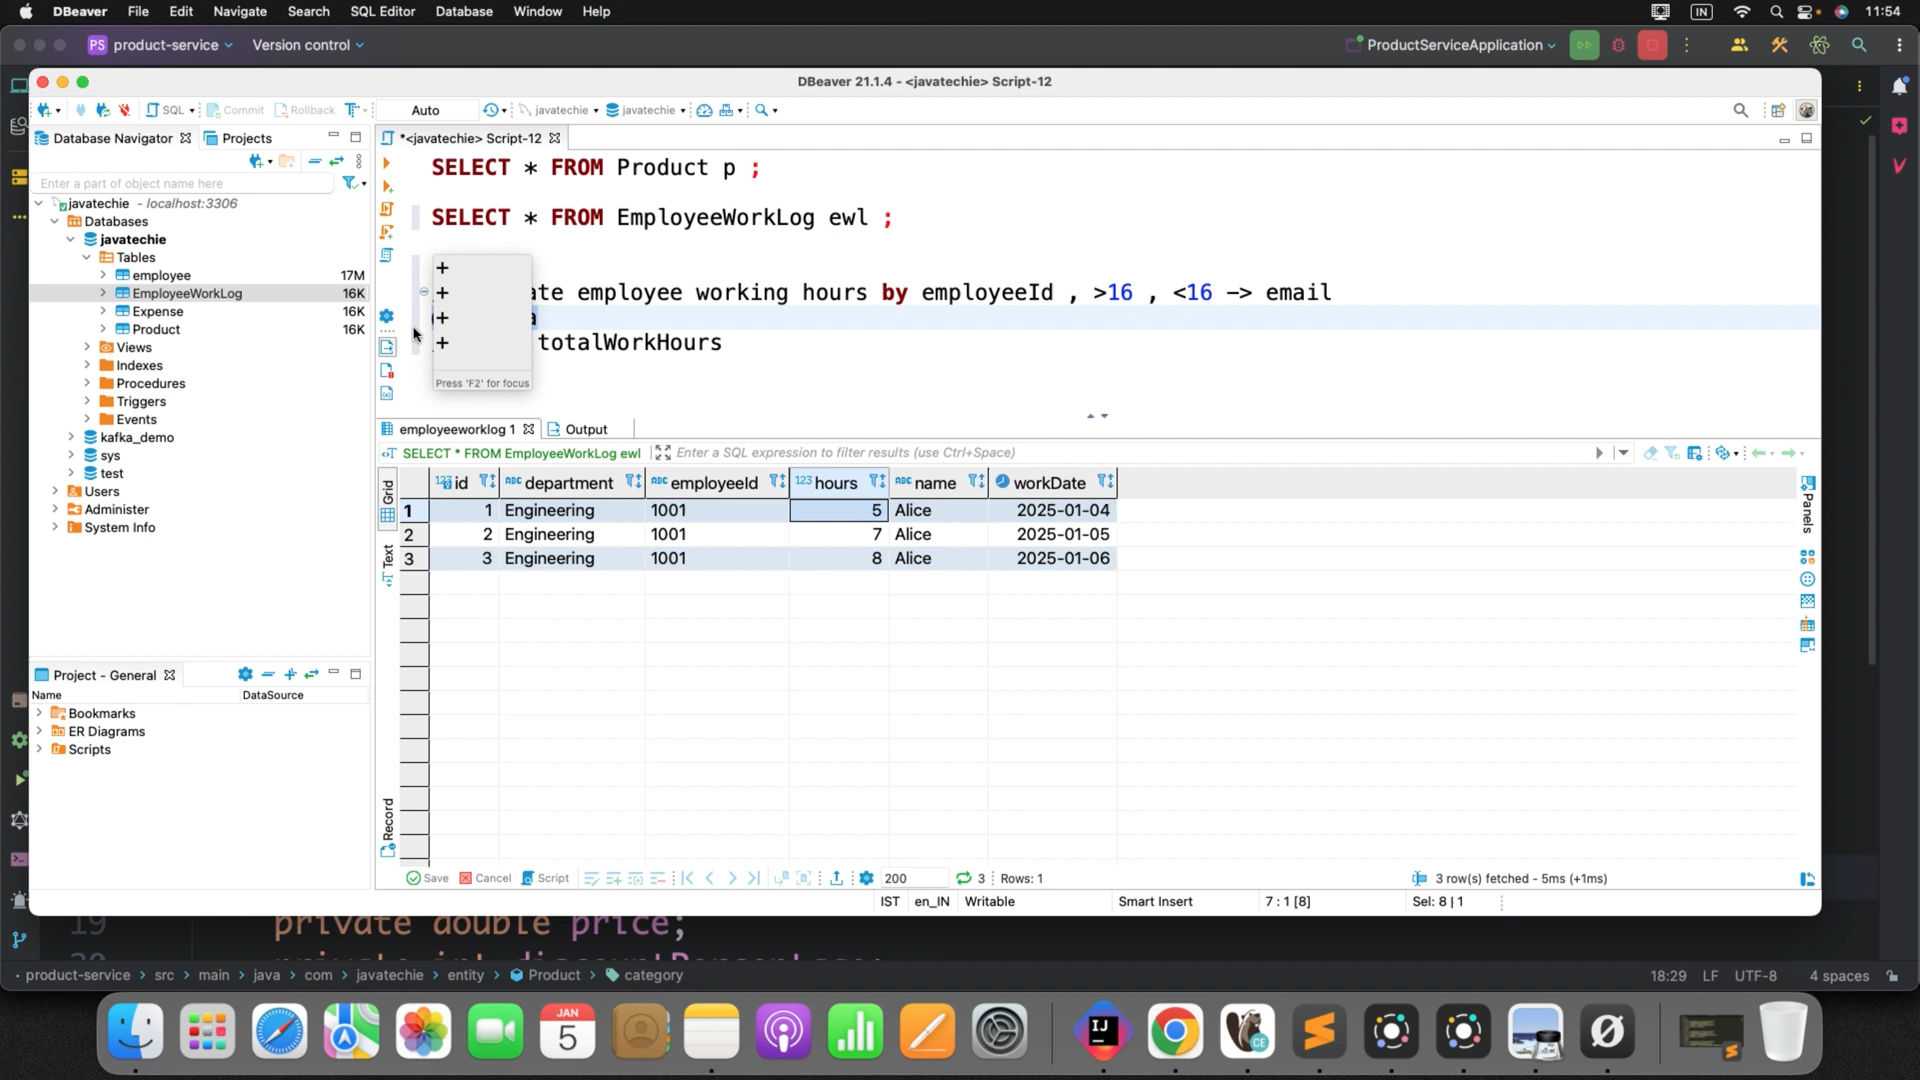 DBeaver File Edit Navigate Search SQL Editor Database Window Help IN 11:54
PS product-service Version control ProductServiceApplication
DBeaver 21.1.4 - <javatechie> Script-12
SQL Commit Rollback Auto javatechie javatechie
Database Navigator Projects
*<javatechie> Script-12
Enter a part of object name here
javatechie - localhost:3306
Databases
javatechie
Tables
employee 17M
EmployeeWorkLog 16K
Expense 16K
Product 16K
Views
Indexes
Procedures
Triggers
Events
kafka_demo
sys
test
Users
Administer
System Info
SELECT * FROM Product p ;
SELECT * FROM EmployeeWorkLog ewl ;
employee working hours by employeeId , >16 , <16 -> email
totalWorkHours
+
+
+
+
Press 'F2' for focus
employeeworklog 1 Output
SELECT * FROM EmployeeWorkLog ewl Enter a SQL expression to filter results (use Ctrl+Space)
Grid
Text
Record
Panels
123 id ABC department ABC employeeId 123 hours ABC name workDate
1 1 Engineering 1001 5 Alice 2025-01-04
2 2 Engineering 1001 7 Alice 2025-01-05
3 3 Engineering 1001 8 Alice 2025-01-06
Project - General
Name DataSource
Bookmarks
ER Diagrams
Scripts
Save Cancel Script 200 3 Rows: 1 3 row(s) fetched - 5ms (+1ms)
IST en_IN Writable Smart Insert 7 : 1 [8] Sel: 8 | 1
19 private double price;
product-service > src > main > java > com > javatechie > entity > Product > category 18:29 LF UTF-8 4 spaces
JAN
5
IJ
CE